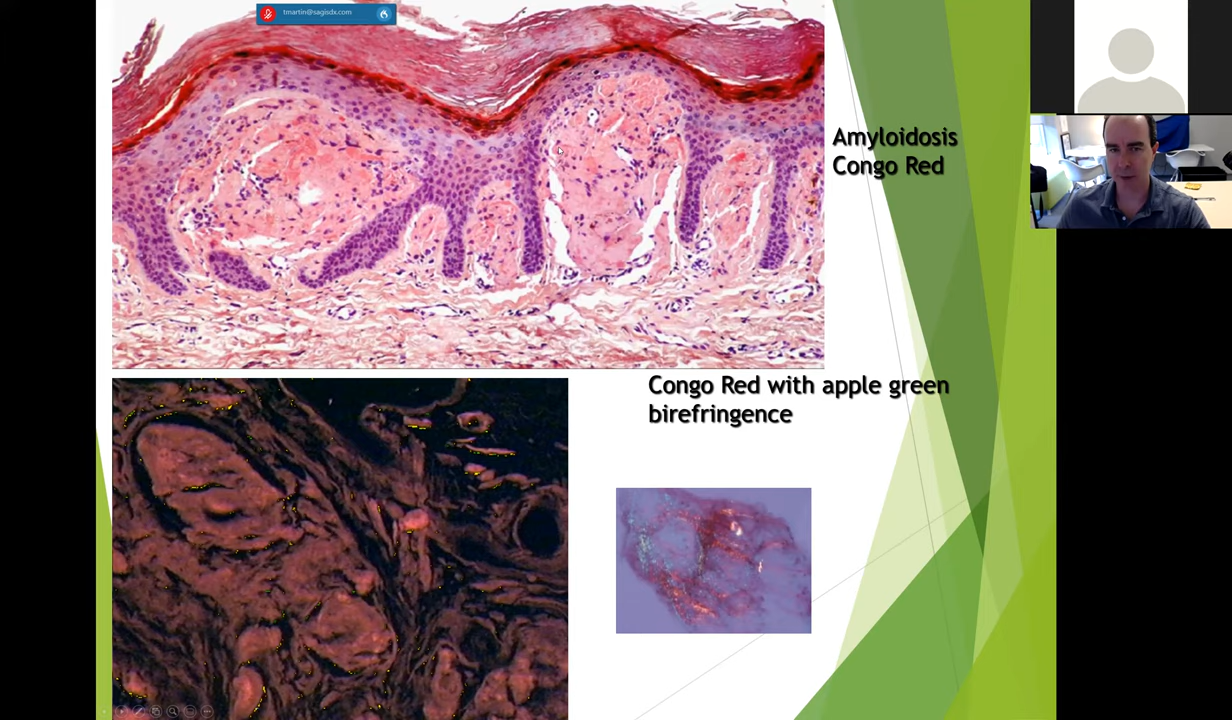 tmartin@sagisdx.com
Amyloidosis
Congo Red
Congo Red with apple green
birefringence